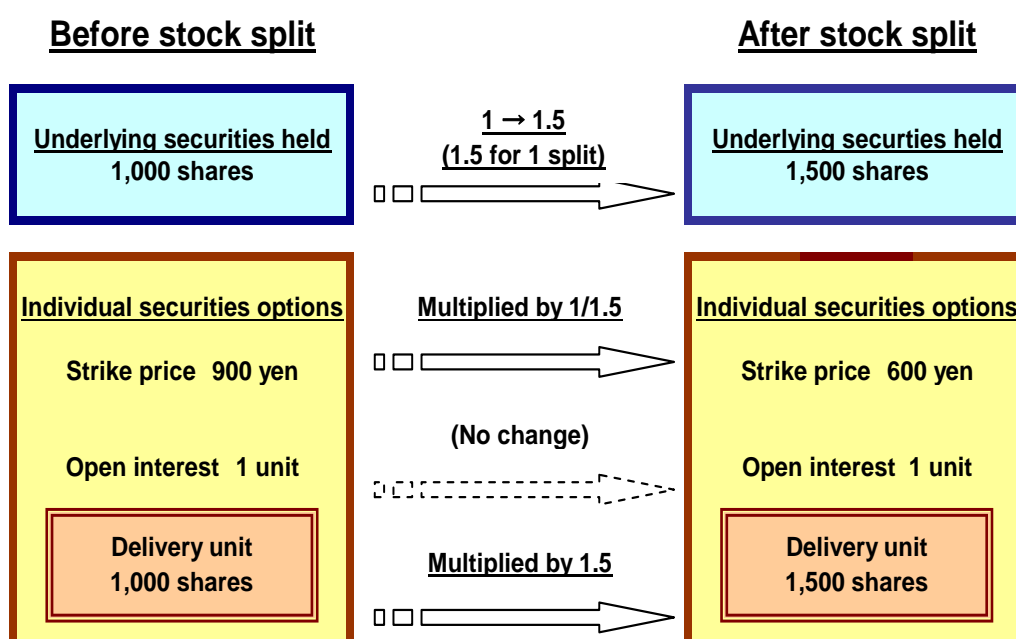 Before stock split
After stock split
Underlying securities held
1,000 shares
1 → 1.5
(1.5 for 1 split)
Underlying securties held
1,500 shares
Individual securities options
Multiplied by 1/1.5
Individual securities options
Strike price 900 yen
Strike price 600 yen
(No change)
Open interest 1 unit
Open interest 1 unit
Delivery unit
1,000 shares
Multiplied by 1.5
Delivery unit
1,500 shares